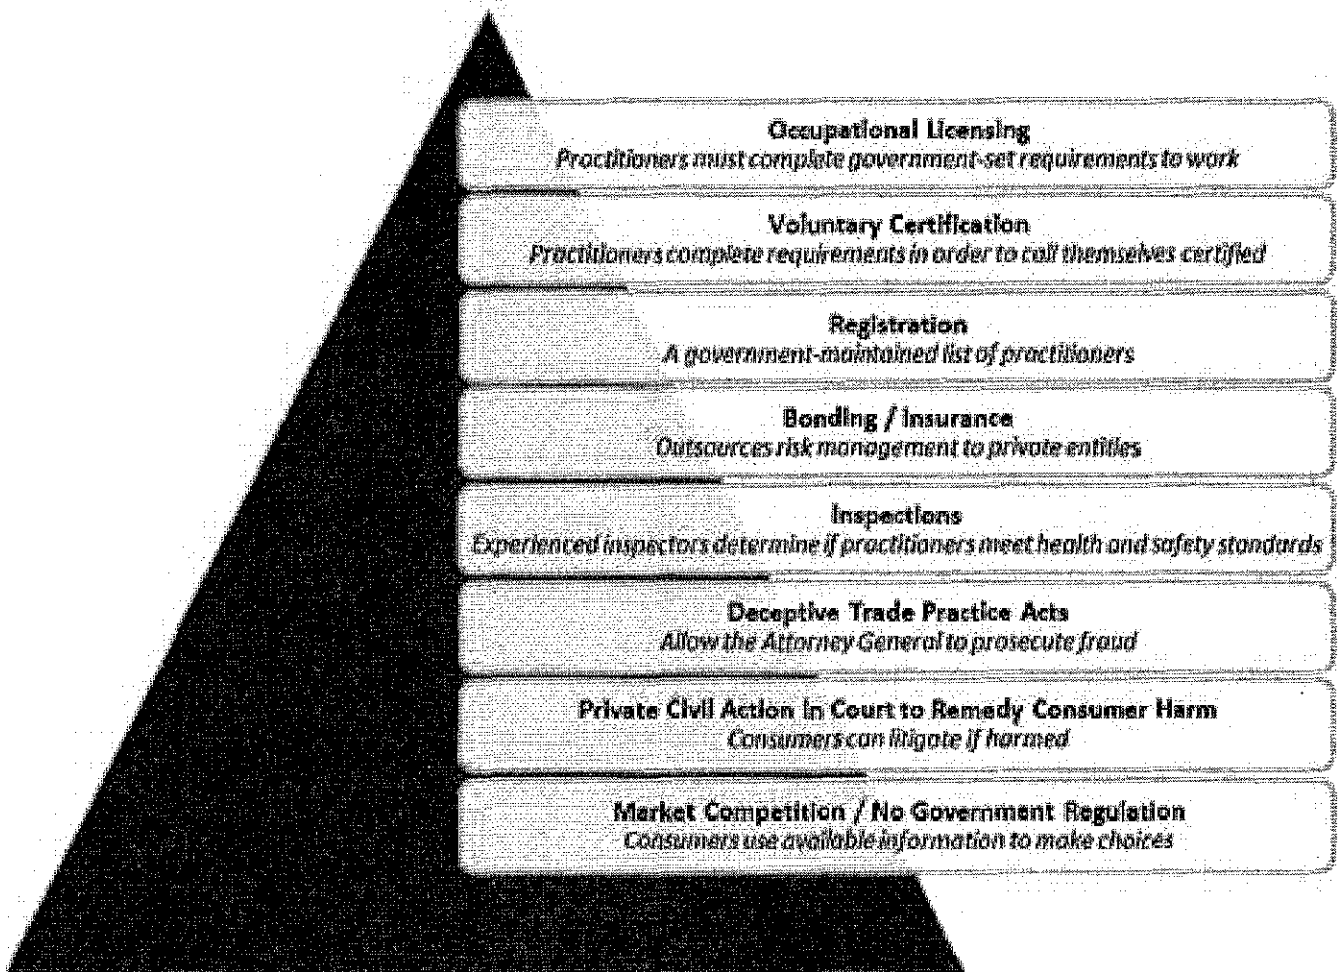 Occupational Licensing
Practitioners must complete government-set requirements to work
Voluntary Certification
Practitioners complete requirements in order to call themselves certified
Registration
A government-maintained list of practitioners
Bonding / Insurance
Outsources risk management to private entities
Inspections
Experienced inspectors determine if practitioners meet health and safety standards
Deceptive Trade Practice Acts
Allow the Attorney General to prosecute fraud
Private Civil Action in Court to Remedy Consumer Harm
Consumers can litigate if harmed
Market Competition / No Government Regulation
Consumers use available information to make choices